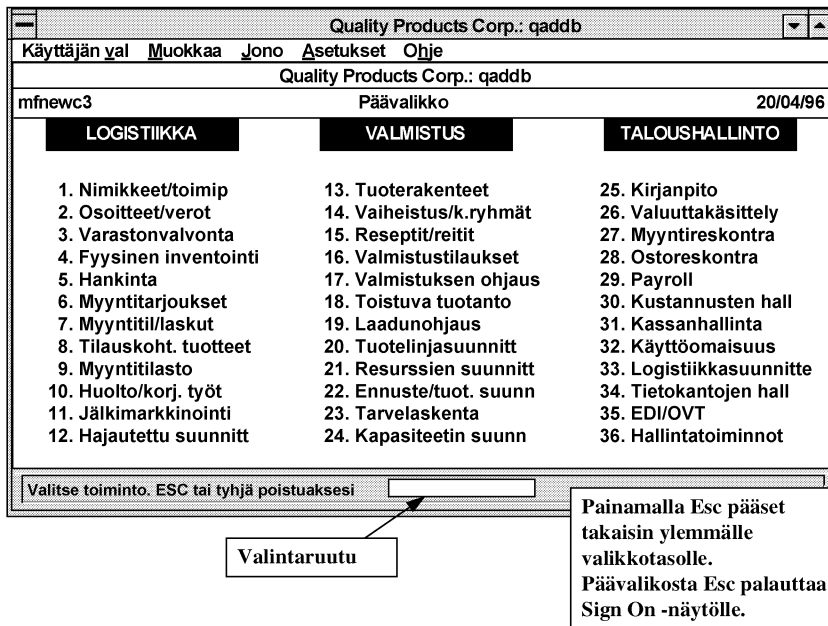 Quality Products Corp.: qaddb
Käyttäjän val Muokkaa Jono Asetukset Ohje
Quality Products Corp.: qaddb
mfnewc3 Päävalikko 20/04/96
LOGISTIIKKA VALMISTUS TALOUSHALLINTO
1. Nimikkeet/toimip 13. Tuoterakenteet 25. Kirjanpito
2. Osoitteet/verot 14. Vaiheistus/k.ryhmät 26. Valuuttakäsittely
3. Varastonvalvonta 15. Reseptit/reitit 27. Myyntireskontra
4. Fyysinen inventointi 16. Valmistustilaukset 28. Ostoreskontra
5. Hankinta 17. Valmistuksen ohjaus 29. Payroll
6. Myyntitarjoukset 18. Toistuva tuotanto 30. Kustannusten hall
7. Myyntitil/laskut 19. Laadunohjaus 31. Kassanhallinta
8. Tilauskoht. tuotteet 20. Tuotelinjasuunnitt 32. Käyttöomaisuus
9. Myyntitilasto 21. Resurssien suunnitt 33. Logistiikkasuunnitte
10. Huolto/korj. työt 22. Ennuste/tuot. suunn 34. Tietokantojen hall
11. Jälkimarkkinointi 23. Tarvelaskenta 35. EDI/OVT
12. Hajautettu suunnitt 24. Kapasiteetin suunn 36. Hallintatoiminnot
Valitse toiminto. ESC tai tyhjä poistuaksesi
Valintaruutu
Painamalla Esc pääset
takaisin ylemmälle
valikkotasolle.
Päävalikosta Esc palauttaa
Sign On -näytölle.